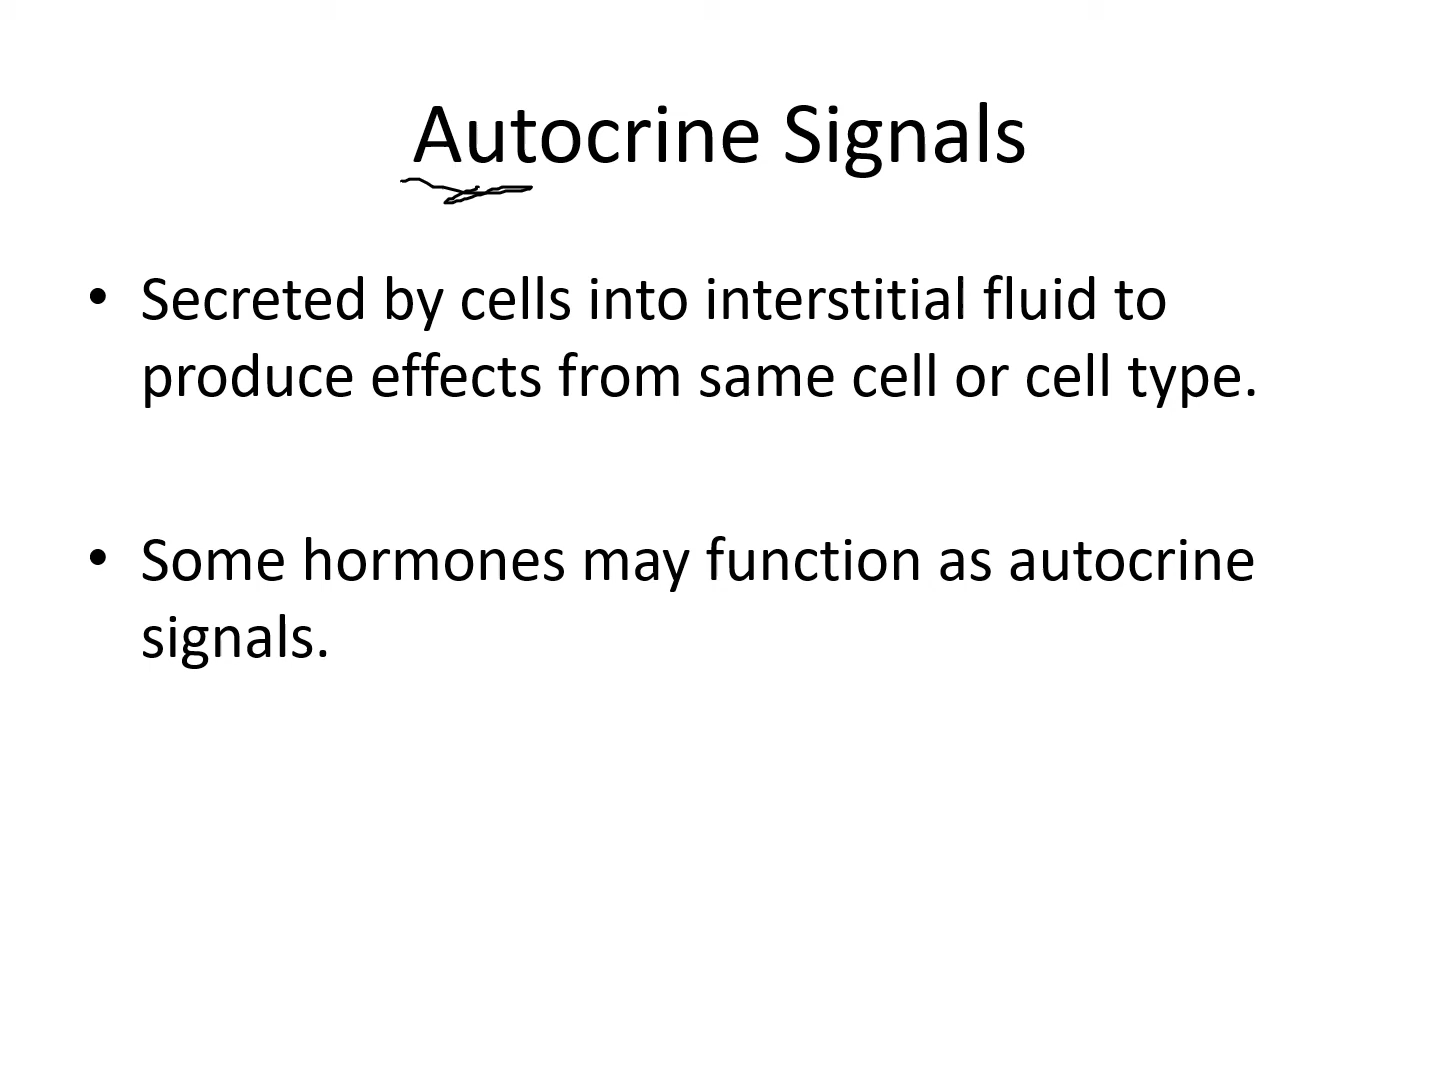 Autocrine Signals
• Secreted by cells into interstitial fluid to
produce effects from same cell or cell type.
• Some hormones may function as autocrine
signals.